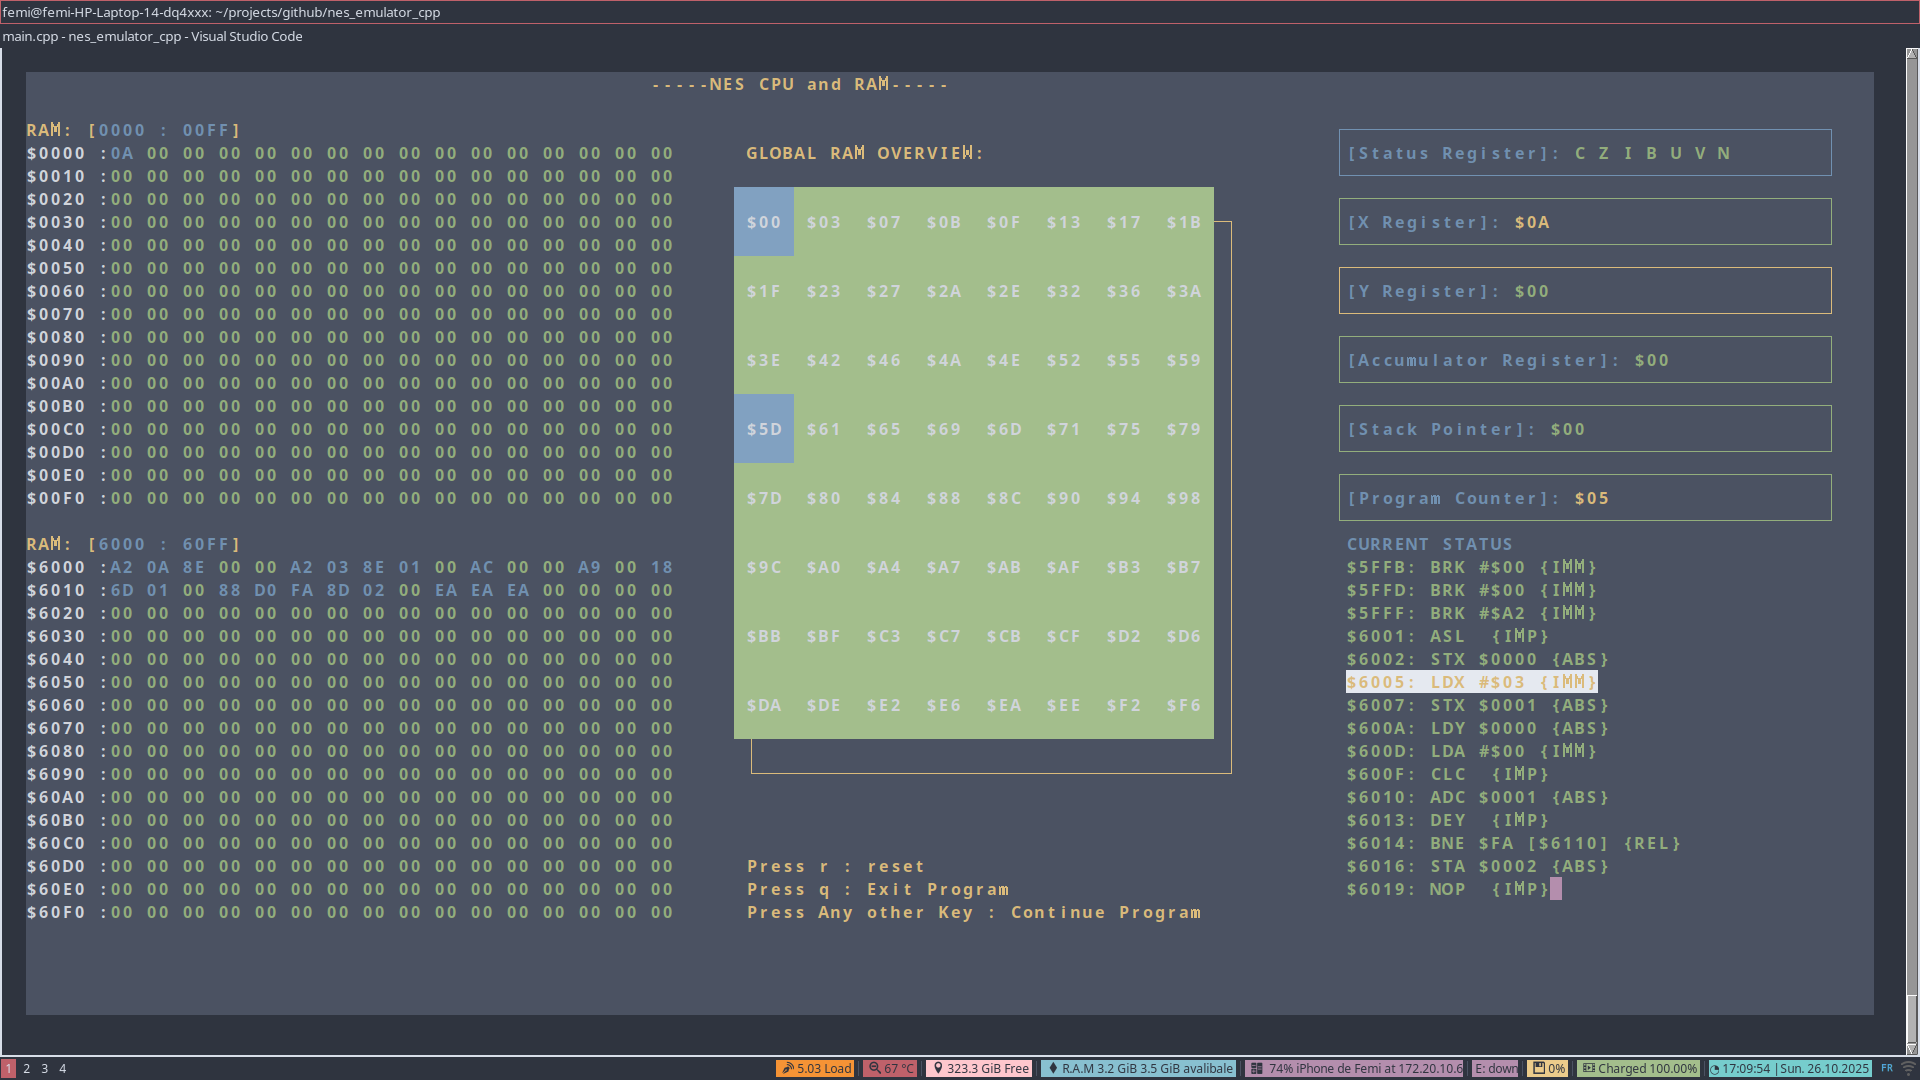 femi@femi-HP-Laptop-14-dq4xxx: ~/projects/github/nes_emulator_cpp
main.cpp - nes_emulator_cpp - Visual Studio Code
-----NES CPU and RAM-----
RAM: [0000 : 00FF]
$0000 :0A 00 00 00 00 00 00 00 00 00 00 00 00 00 00 00
$0010 :00 00 00 00 00 00 00 00 00 00 00 00 00 00 00 00
$0020 :00 00 00 00 00 00 00 00 00 00 00 00 00 00 00 00
$0030 :00 00 00 00 00 00 00 00 00 00 00 00 00 00 00 00
$0040 :00 00 00 00 00 00 00 00 00 00 00 00 00 00 00 00
$0050 :00 00 00 00 00 00 00 00 00 00 00 00 00 00 00 00
$0060 :00 00 00 00 00 00 00 00 00 00 00 00 00 00 00 00
$0070 :00 00 00 00 00 00 00 00 00 00 00 00 00 00 00 00
$0080 :00 00 00 00 00 00 00 00 00 00 00 00 00 00 00 00
$0090 :00 00 00 00 00 00 00 00 00 00 00 00 00 00 00 00
$00A0 :00 00 00 00 00 00 00 00 00 00 00 00 00 00 00 00
$00B0 :00 00 00 00 00 00 00 00 00 00 00 00 00 00 00 00
$00C0 :00 00 00 00 00 00 00 00 00 00 00 00 00 00 00 00
$00D0 :00 00 00 00 00 00 00 00 00 00 00 00 00 00 00 00
$00E0 :00 00 00 00 00 00 00 00 00 00 00 00 00 00 00 00
$00F0 :00 00 00 00 00 00 00 00 00 00 00 00 00 00 00 00
RAM: [6000 : 60FF]
$6000 :A2 0A 8E 00 00 A2 03 8E 01 00 AC 00 00 A9 00 18
$6010 :6D 01 00 88 D0 FA 8D 02 00 EA EA EA 00 00 00 00
$6020 :00 00 00 00 00 00 00 00 00 00 00 00 00 00 00 00
$6030 :00 00 00 00 00 00 00 00 00 00 00 00 00 00 00 00
$6040 :00 00 00 00 00 00 00 00 00 00 00 00 00 00 00 00
$6050 :00 00 00 00 00 00 00 00 00 00 00 00 00 00 00 00
$6060 :00 00 00 00 00 00 00 00 00 00 00 00 00 00 00 00
$6070 :00 00 00 00 00 00 00 00 00 00 00 00 00 00 00 00
$6080 :00 00 00 00 00 00 00 00 00 00 00 00 00 00 00 00
$6090 :00 00 00 00 00 00 00 00 00 00 00 00 00 00 00 00
$60A0 :00 00 00 00 00 00 00 00 00 00 00 00 00 00 00 00
$60B0 :00 00 00 00 00 00 00 00 00 00 00 00 00 00 00 00
$60C0 :00 00 00 00 00 00 00 00 00 00 00 00 00 00 00 00
$60D0 :00 00 00 00 00 00 00 00 00 00 00 00 00 00 00 00
$60E0 :00 00 00 00 00 00 00 00 00 00 00 00 00 00 00 00
$60F0 :00 00 00 00 00 00 00 00 00 00 00 00 00 00 00 00
GLOBAL RAM OVERVIEW:
$00 $03 $07 $0B $0F $13 $17 $1B
$1F $23 $27 $2A $2E $32 $36 $3A
$3E $42 $46 $4A $4E $52 $55 $59
$5D $61 $65 $69 $6D $71 $75 $79
$7D $80 $84 $88 $8C $90 $94 $98
$9C $A0 $A4 $A7 $AB $AF $B3 $B7
$BB $BF $C3 $C7 $CB $CF $D2 $D6
$DA $DE $E2 $E6 $EA $EE $F2 $F6
Press r : reset
Press q : Exit Program
Press Any other Key : Continue Program
[Status Register]: C Z I B U V N
[X Register]: $0A
[Y Register]: $00
[Accumulator Register]: $00
[Stack Pointer]: $00
[Program Counter]: $05
CURRENT STATUS
$5FFB: BRK #$00 {IMM}
$5FFD: BRK #$00 {IMM}
$5FFF: BRK #$A2 {IMM}
$6001: ASL  {IMP}
$6002: STX $0000 {ABS}
$6005: LDX #$03 {IMM}
$6007: STX $0001 {ABS}
$600A: LDY $0000 {ABS}
$600D: LDA #$00 {IMM}
$600F: CLC  {IMP}
$6010: ADC $0001 {ABS}
$6013: DEY  {IMP}
$6014: BNE $FA [$6110] {REL}
$6016: STA $0002 {ABS}
$6019: NOP  {IMP}
1 2 3 4
5.03 Load 67 °C 323.3 GiB Free R.A.M 3.2 GiB 3.5 GiB avalibale 74% iPhone de Femi at 172.20.10.6 E: down 0% Charged 100.00% 17:09:54 | Sun. 26.10.2025 FR